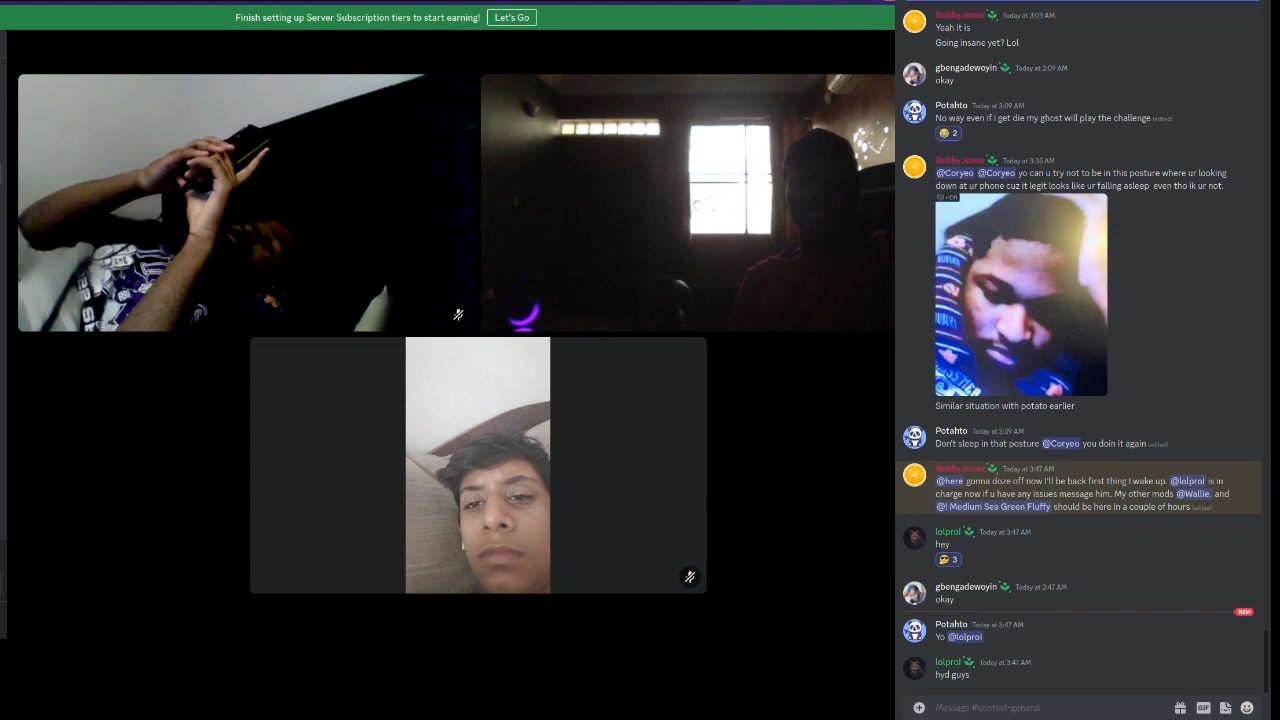 Finish setting up Server Subscription tiers to start earning!
Let's Go
BobbyJonas Today at 3:09 AM
Yeah it is
Going insane yet? Lol
gbengadewoyin Today at 3:09 AM
okay
Potahto Today at 3:09 AM
No way even if i get die my ghost will play the challenge (edited)
😂 2
BobbyJonas Today at 3:35 AM
@Coryeo @Coryeo yo can u try not to be in this posture where ur looking
down at ur phone cuz it legit looks like ur falling asleep even tho ik ur not.
HDR
AUBURN
Similar situation with potato earlier
Potahto Today at 3:39 AM
Don't sleep in that posture @Coryeo you doin it again (edited)
BobbyJonas Today at 3:47 AM
@here gonna doze off now I'll be back first thing I wake up. @lolprol is in
charge now if u have any issues message him. My other mods @Wallie. and
@! Medium Sea Green Fluffy should be here in a couple of hours (edited)
lolprol Today at 3:47 AM
hey
3
gbengadewoyin Today at 3:47 AM
okay
NEW
Potahto Today at 3:47 AM
Yo @lolprol
lolprol Today at 3:47 AM
hyd guys
Message #contest-general
GIF